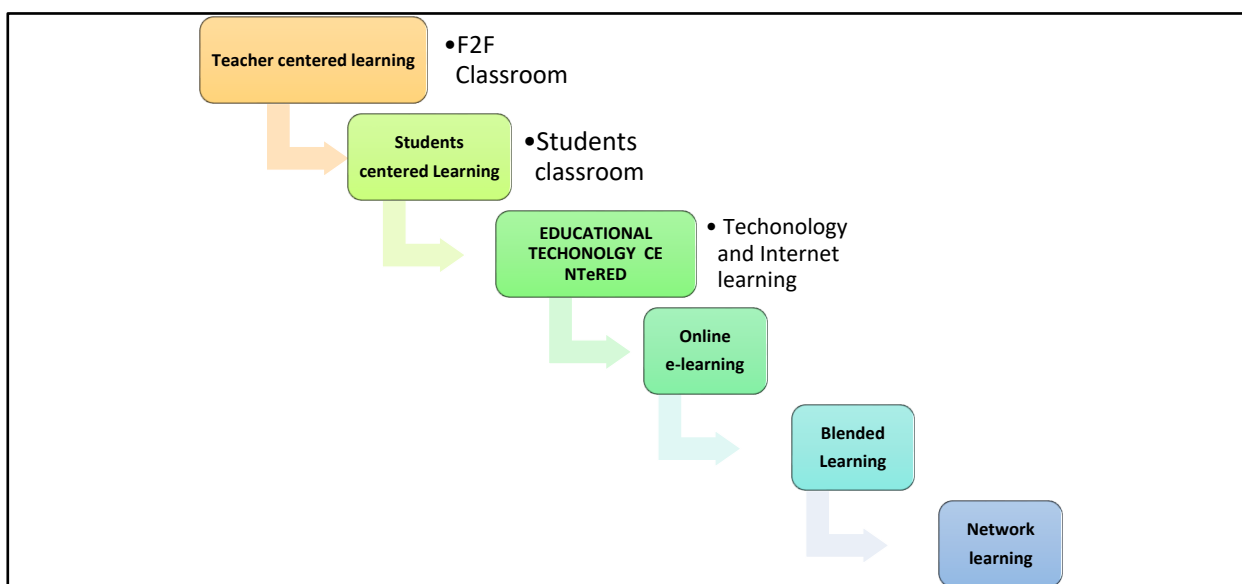 Teacher centered learning
•F2F
Classroom
Students
centered Learning
•Students
classroom
EDUCATIONAL
TECHONOLGY CE
NTeRED
• Techonology
and Internet
learning
Online
e-learning
Blended
Learning
Network
learning